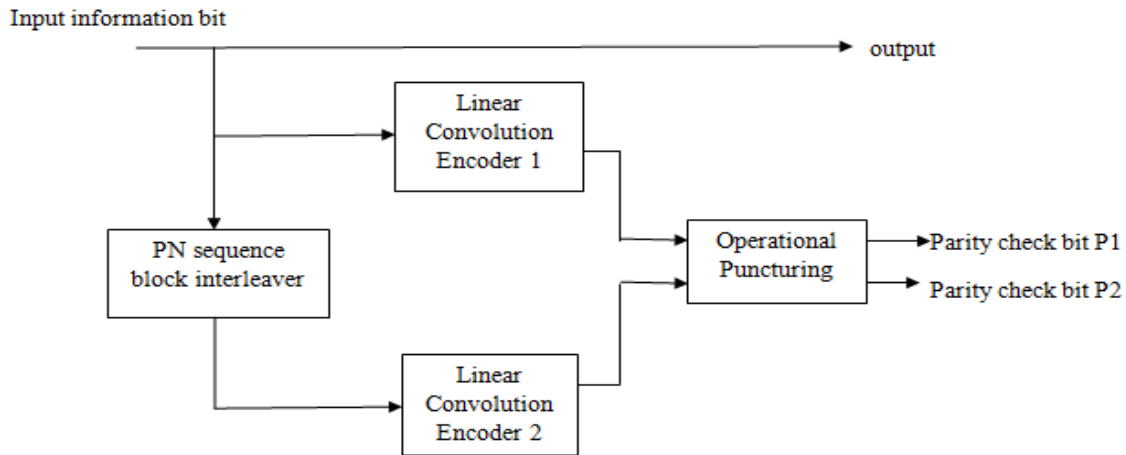 Input information bit
output
Linear
Convolution
Encoder 1
PN sequence
block interleaver
Operational
Puncturing
Parity check bit P1
Parity check bit P2
Linear
Convolution
Encoder 2